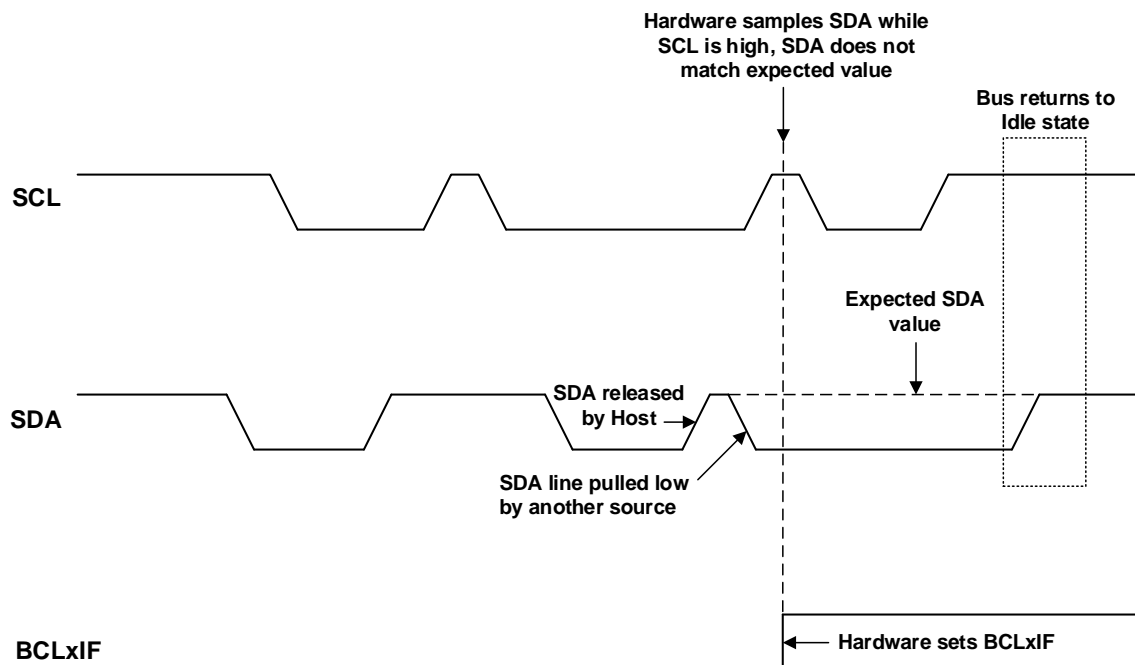 Hardware samples SDA while
SCL is high, SDA does not
match expected value
Bus returns to
Idle state
SCL
Expected SDA
value
SDA
SDA released
by Host
SDA line pulled low
by another source
BCLxIF
Hardware sets BCLxIF